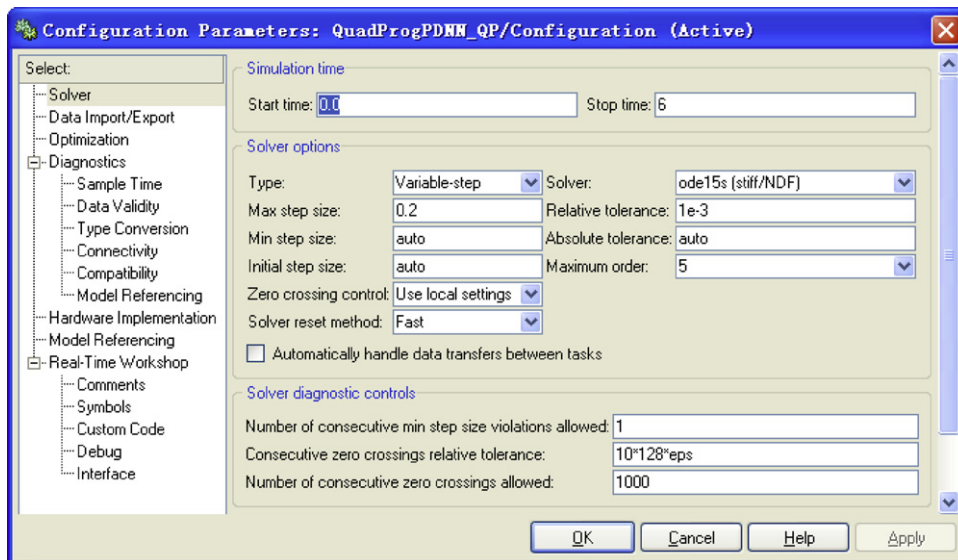 Configuration Parameters: QuadProgPDNN_QP/Configuration (Active)
Select:
Solver
Data Import/Export
Optimization
Diagnostics
Sample Time
Data Validity
Type Conversion
Connectivity
Compatibility
Model Referencing
Hardware Implementation
Model Referencing
Real-Time Workshop
Comments
Symbols
Custom Code
Debug
Interface
Simulation time
Start time: 0.0 Stop time: 6
Solver options
Type: Variable-step Solver: ode15s (stiff/NDF)
Max step size: 0.2 Relative tolerance: 1e-3
Min step size: auto Absolute tolerance: auto
Initial step size: auto Maximum order: 5
Zero crossing control: Use local settings
Solver reset method: Fast
Automatically handle data transfers between tasks
Solver diagnostic controls
Number of consecutive min step size violations allowed: 1
Consecutive zero crossings relative tolerance: 10*128*eps
Number of consecutive zero crossings allowed: 1000
OK Cancel Help Apply